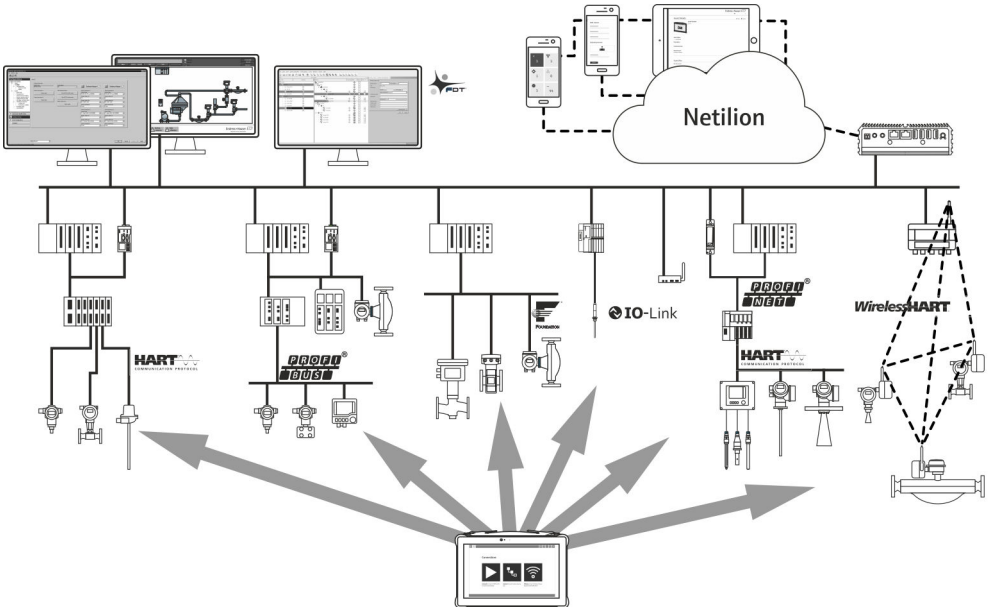 FDT
Netilion
HART
COMMUNICATION PROTOCOL
PROFI®
BUS
FOUNDATION
IO-Link
PROFI®
NET
HART
COMMUNICATION PROTOCOL
WirelessHART